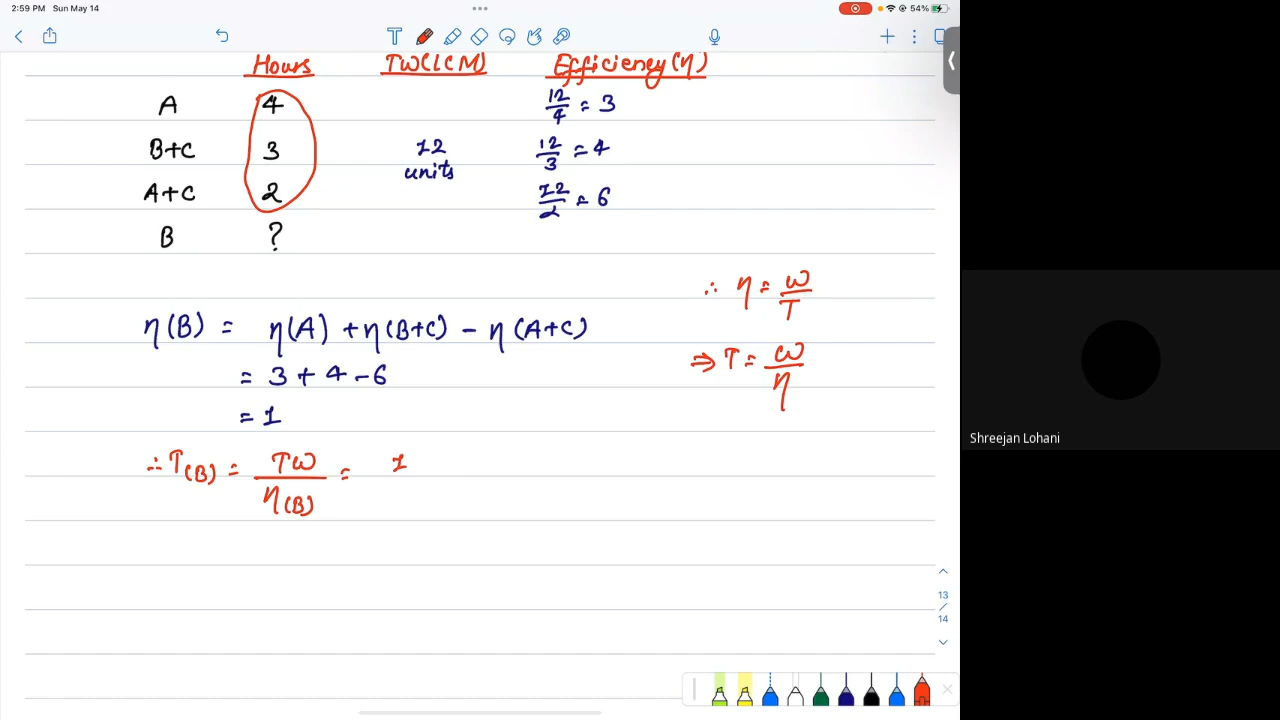 2:59 PM Sun May 14
54%
Hours TW(LCM) Efficiency(η)
A 4 12/4 = 3
B+C 3 12 units 12/3 = 4
A+C 2 12/2 = 6
B ?
∴ η = W/T
η(B) = η(A) + η(B+C) - η(A+C)
⇒ T = W/η
= 3 + 4 - 6
= 1
∴ T(B) = TW/η(B) = 1
Shreejan Lohani
13
/
14